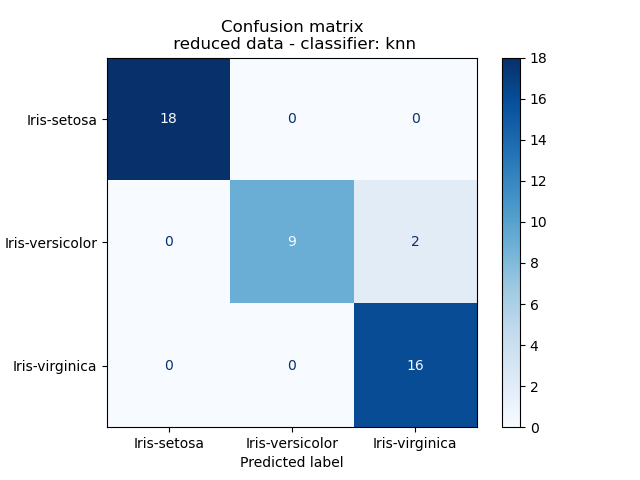 Confusion matrix
reduced data - classifier: knn
Iris-setosa 18 0 0
Iris-versicolor 0 9 2
Iris-virginica 0 0 16
Iris-setosa Iris-versicolor Iris-virginica
Predicted label
18
16
14
12
10
8
6
4
2
0